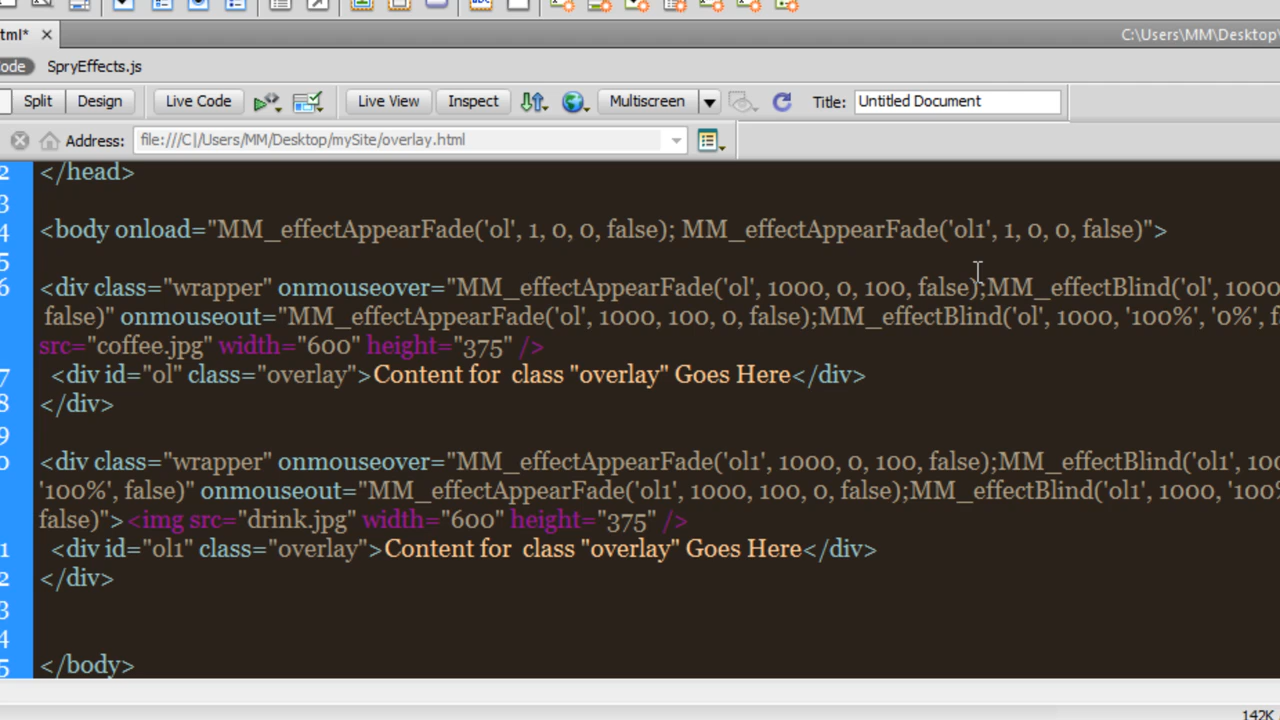 tml* ×
C:\Users\MM\Desktop\
ode SpryEffects.js
Split Design Live Code Live View Inspect Multiscreen Title: Untitled Document
Address: file:///C|/Users/MM/Desktop/mySite/overlay.html
2 </head>
3
4 <body onload="MM_effectAppearFade('ol', 1, 0, 0, false); MM_effectAppearFade('ol1', 1, 0, 0, false)">
5
6 <div class="wrapper" onmouseover="MM_effectAppearFade('ol', 1000, 0, 100, false);MM_effectBlind('ol', 1000
false)" onmouseout="MM_effectAppearFade('ol', 1000, 100, 0, false);MM_effectBlind('ol', 1000, '100%', '0%', f
src="coffee.jpg" width="600" height="375" />
7 <div id="ol" class="overlay">Content for  class "overlay" Goes Here</div>
8 </div>
9
0 <div class="wrapper" onmouseover="MM_effectAppearFade('ol1', 1000, 0, 100, false);MM_effectBlind('ol1', 100
'100%', false)" onmouseout="MM_effectAppearFade('ol1', 1000, 100, 0, false);MM_effectBlind('ol1', 1000, '100%
false)"><img src="drink.jpg" width="600" height="375" />
1 <div id="ol1" class="overlay">Content for  class "overlay" Goes Here</div>
2 </div>
3
4
5 </body>
142K